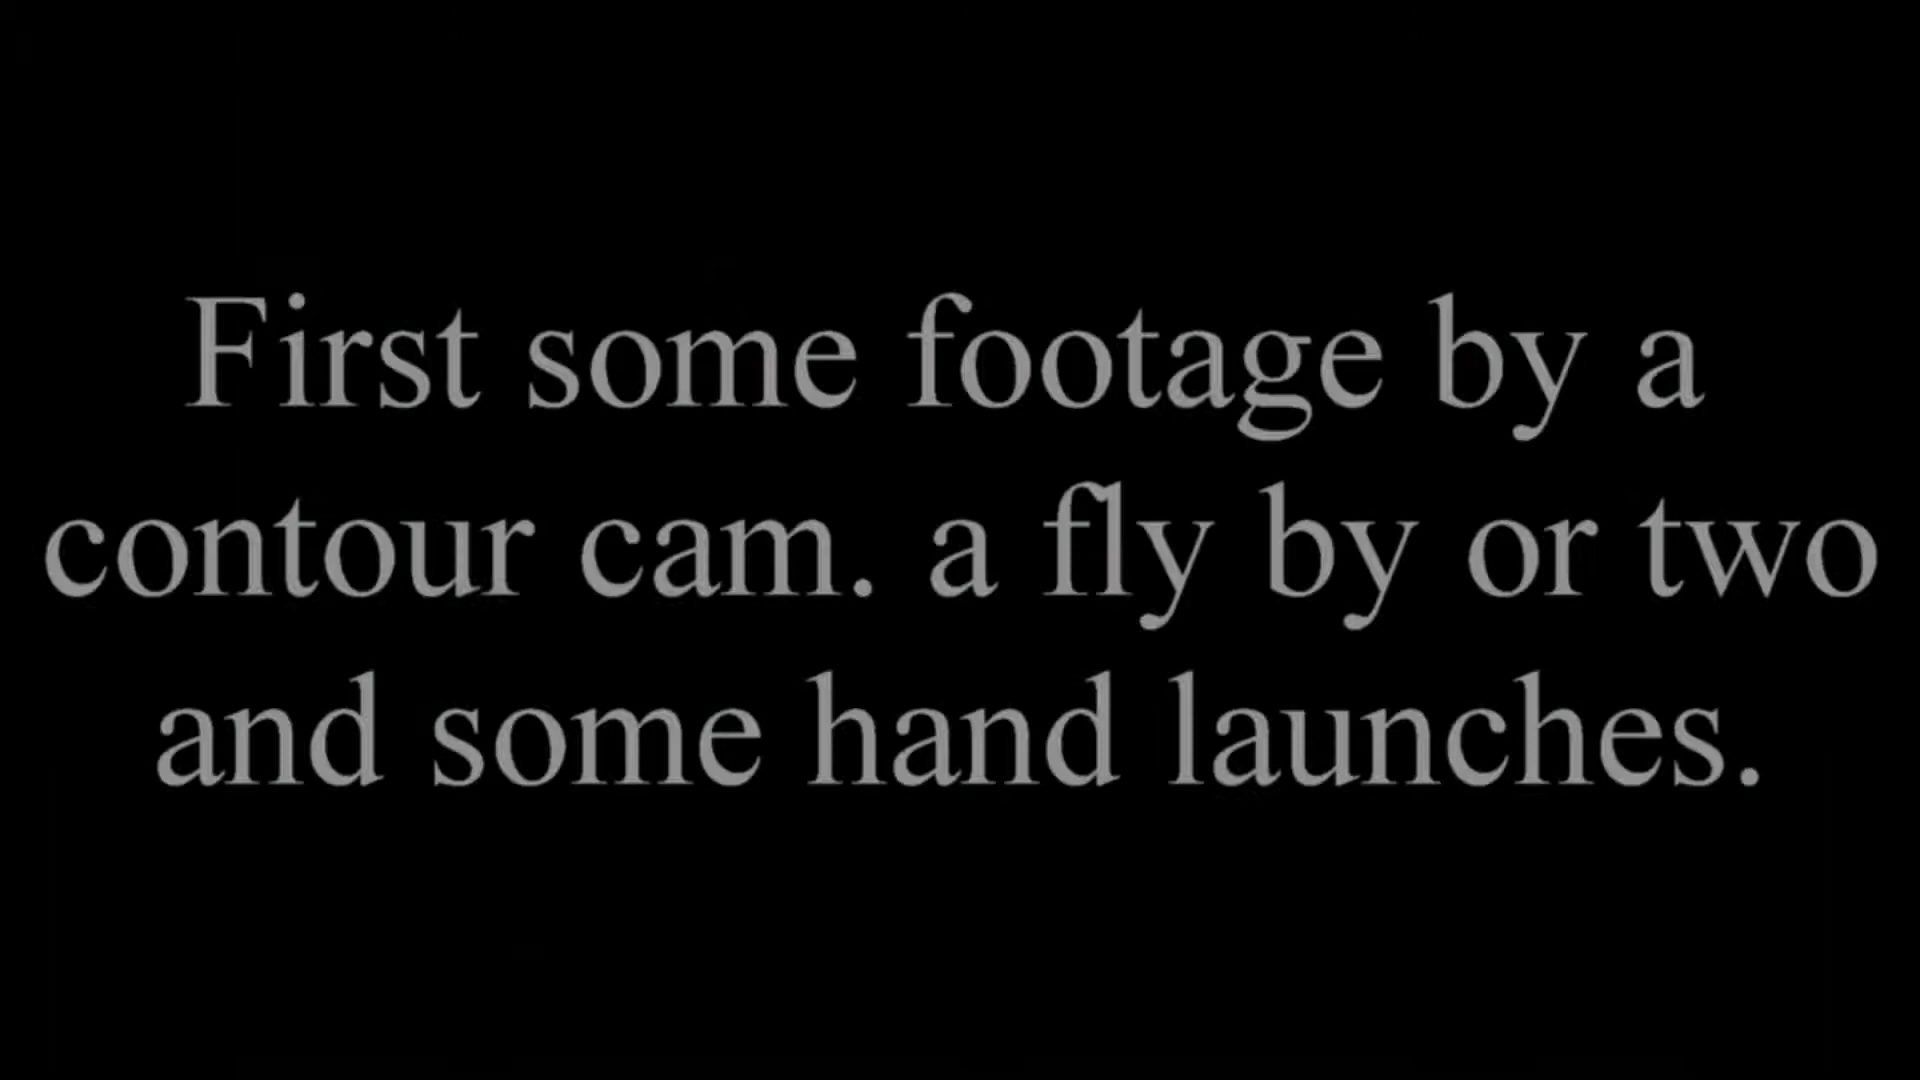 First some footage by a
contour cam. a fly by or two
and some hand launches.